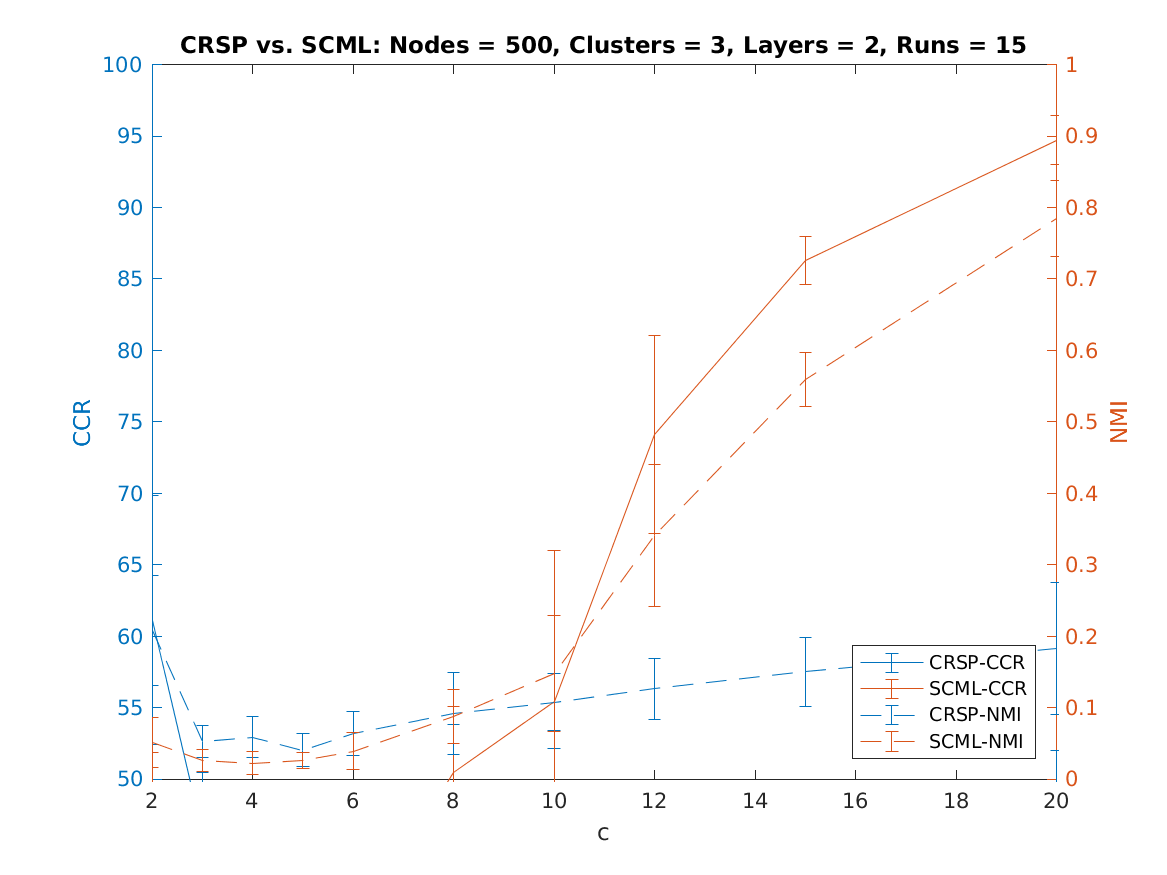 CRSP vs. SCML: Nodes = 500, Clusters = 3, Layers = 2, Runs = 15
100
95
90
85
80
75
70
65
60
55
50
CCR
1
0.9
0.8
0.7
0.6
0.5
0.4
0.3
0.2
0.1
0
NMI
CRSP-CCR
SCML-CCR
CRSP-NMI
SCML-NMI
2 4 6 8 10 12 14 16 18 20
c